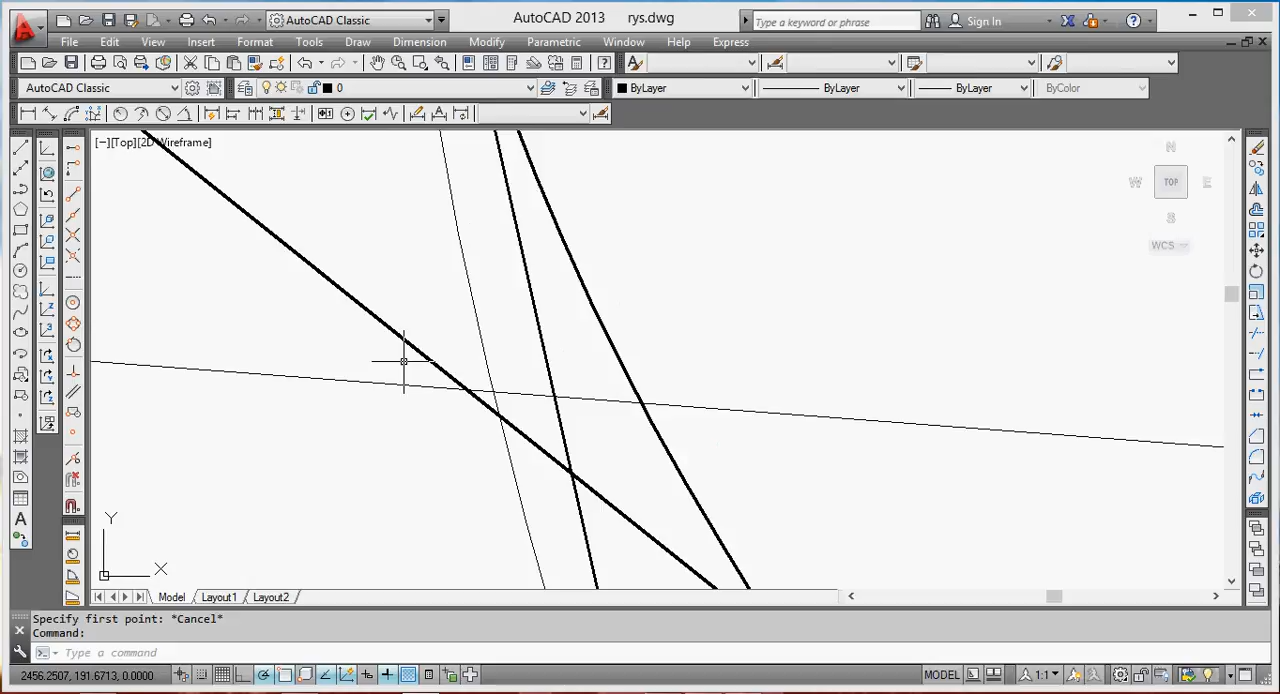 AutoCAD Classic
AutoCAD 2013 rys.dwg
Type a keyword or phrase
Sign In
File Edit View Insert Format Tools Draw Dimension Modify Parametric Window Help Express
AutoCAD Classic
0
ByLayer
ByLayer
ByLayer
ByColor
[−][Top][2D Wireframe]
N
W TOP E
S
WCS
Y
X
Model Layout1 Layout2
Specify first point: *Cancel*
Command:
Type a command
2456.2507, 191.6713, 0.0000
MODEL
1:1